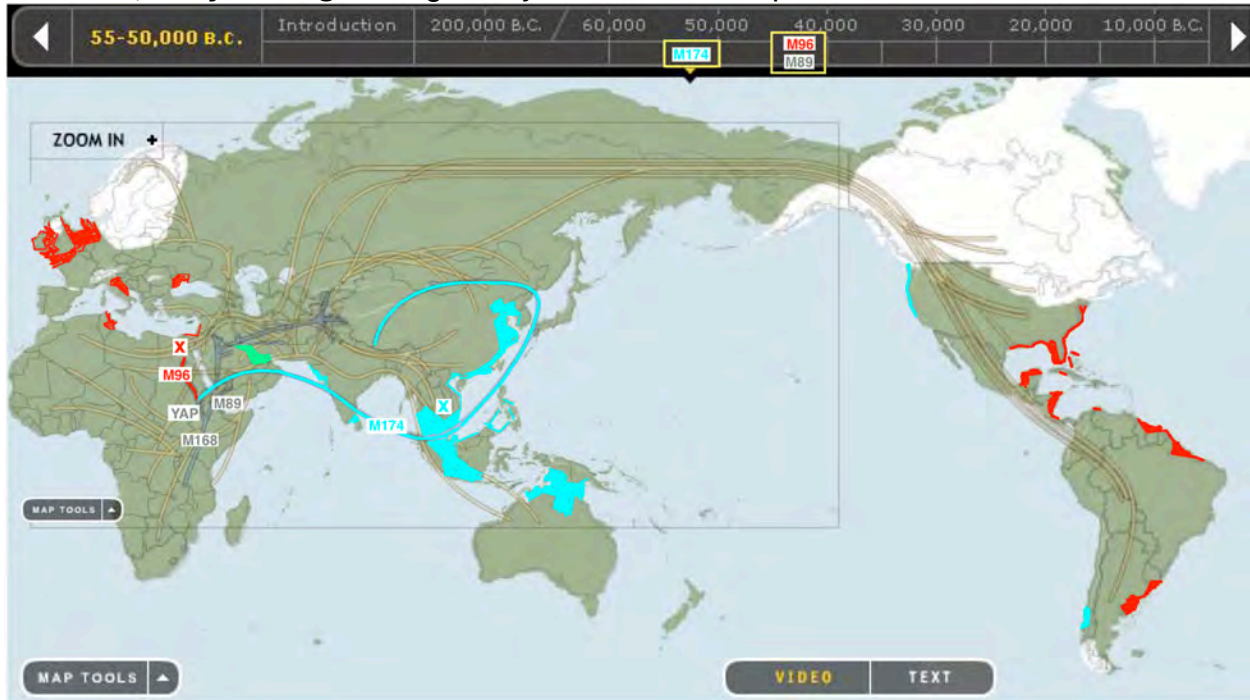 55-50,000 B.C. Introduction 200,000 B.C. 60,000 50,000 40,000 30,000 20,000 10,000 B.C.
M174
M96
M89
ZOOM IN +
X
M96
YAP
M89
M168
M174
X
MAP TOOLS
MAP TOOLS
VIDEO TEXT